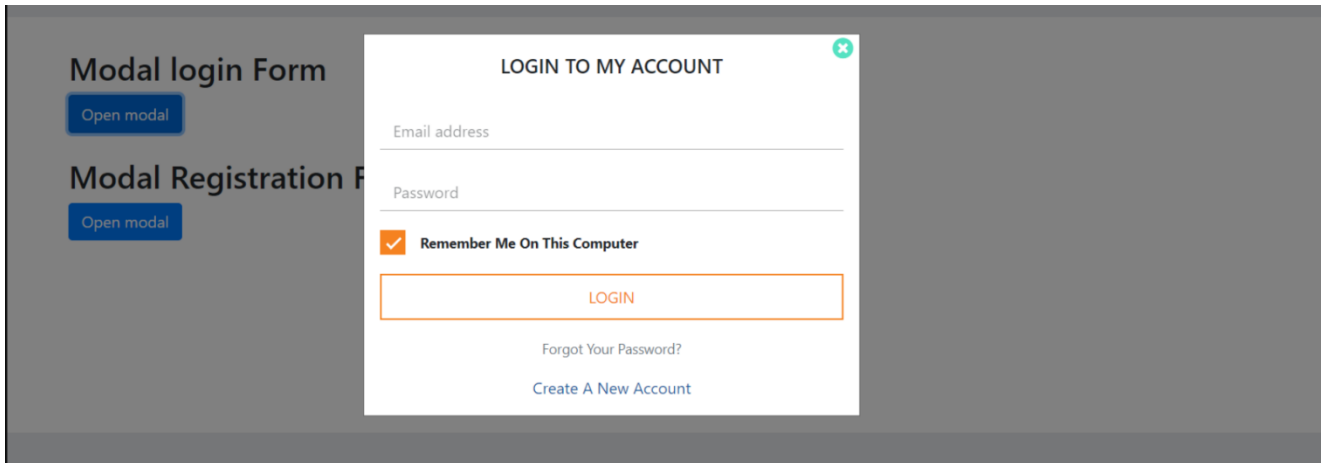 Modal login Form
Open modal
Modal Registration F
Open modal
LOGIN TO MY ACCOUNT
Email address
Password
Remember Me On This Computer
LOGIN
Forgot Your Password?
Create A New Account